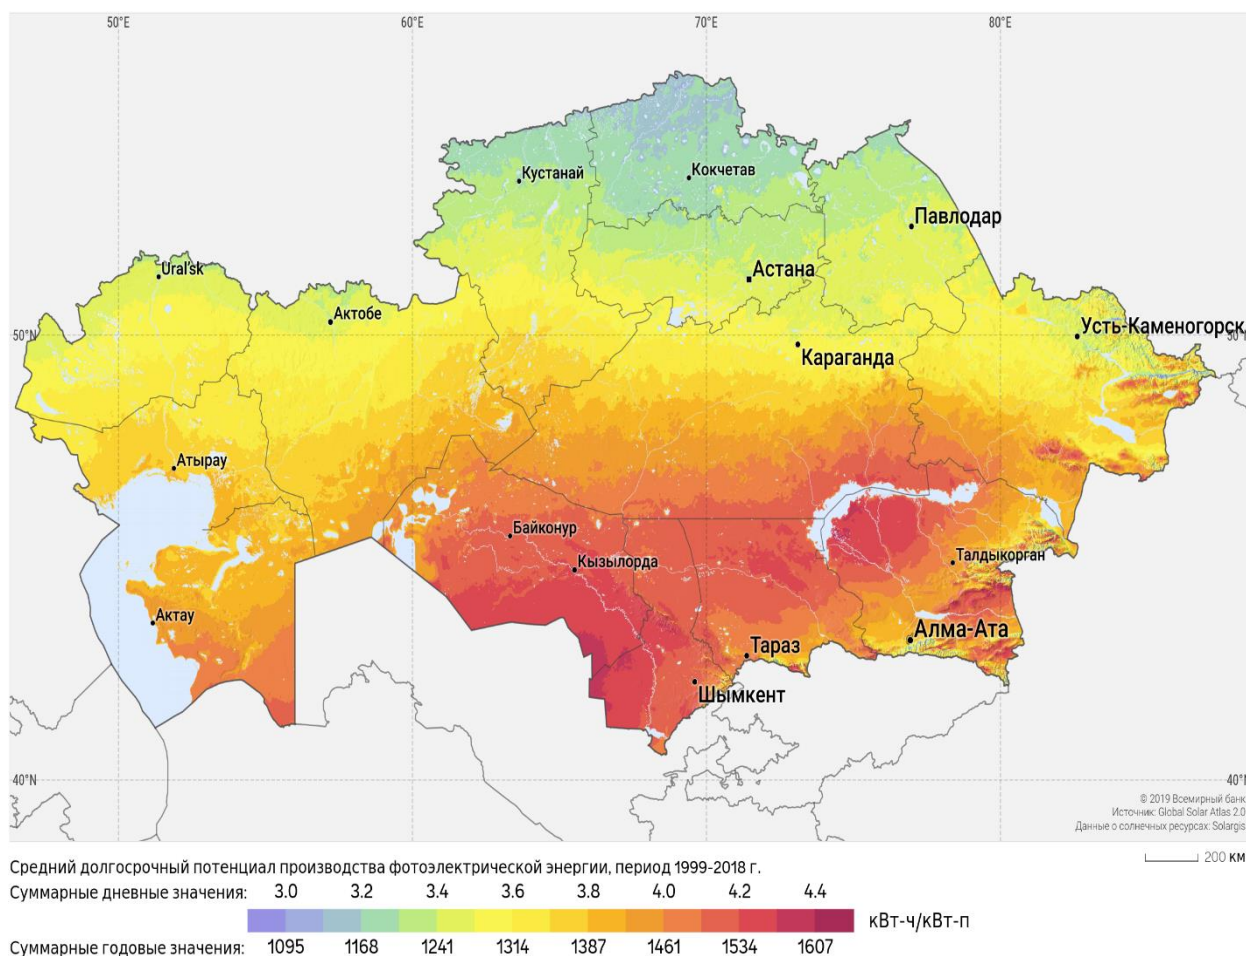 50°E 60°E 70°E 80°E
Кустанай
Кокчетав
Павлодар
Ural'sk
Астана
Актобе
50°N
Усть-Каменогорск
Караганда
Атырау
Байконур
Кызылорда
Талдыкорган
Актау
Алма-Ата
Тараз
Шымкент
40°N 40°N
© 2019 Всемирный банк
Источник: Global Solar Atlas 2.0
Данные о солнечных ресурсах: Solargis
200 км
Средний долгосрочный потенциал производства фотоэлектрической энергии, период 1999-2018 г.
Суммарные дневные значения: 3.0 3.2 3.4 3.6 3.8 4.0 4.2 4.4
кВт-ч/кВт-п
Суммарные годовые значения: 1095 1168 1241 1314 1387 1461 1534 1607